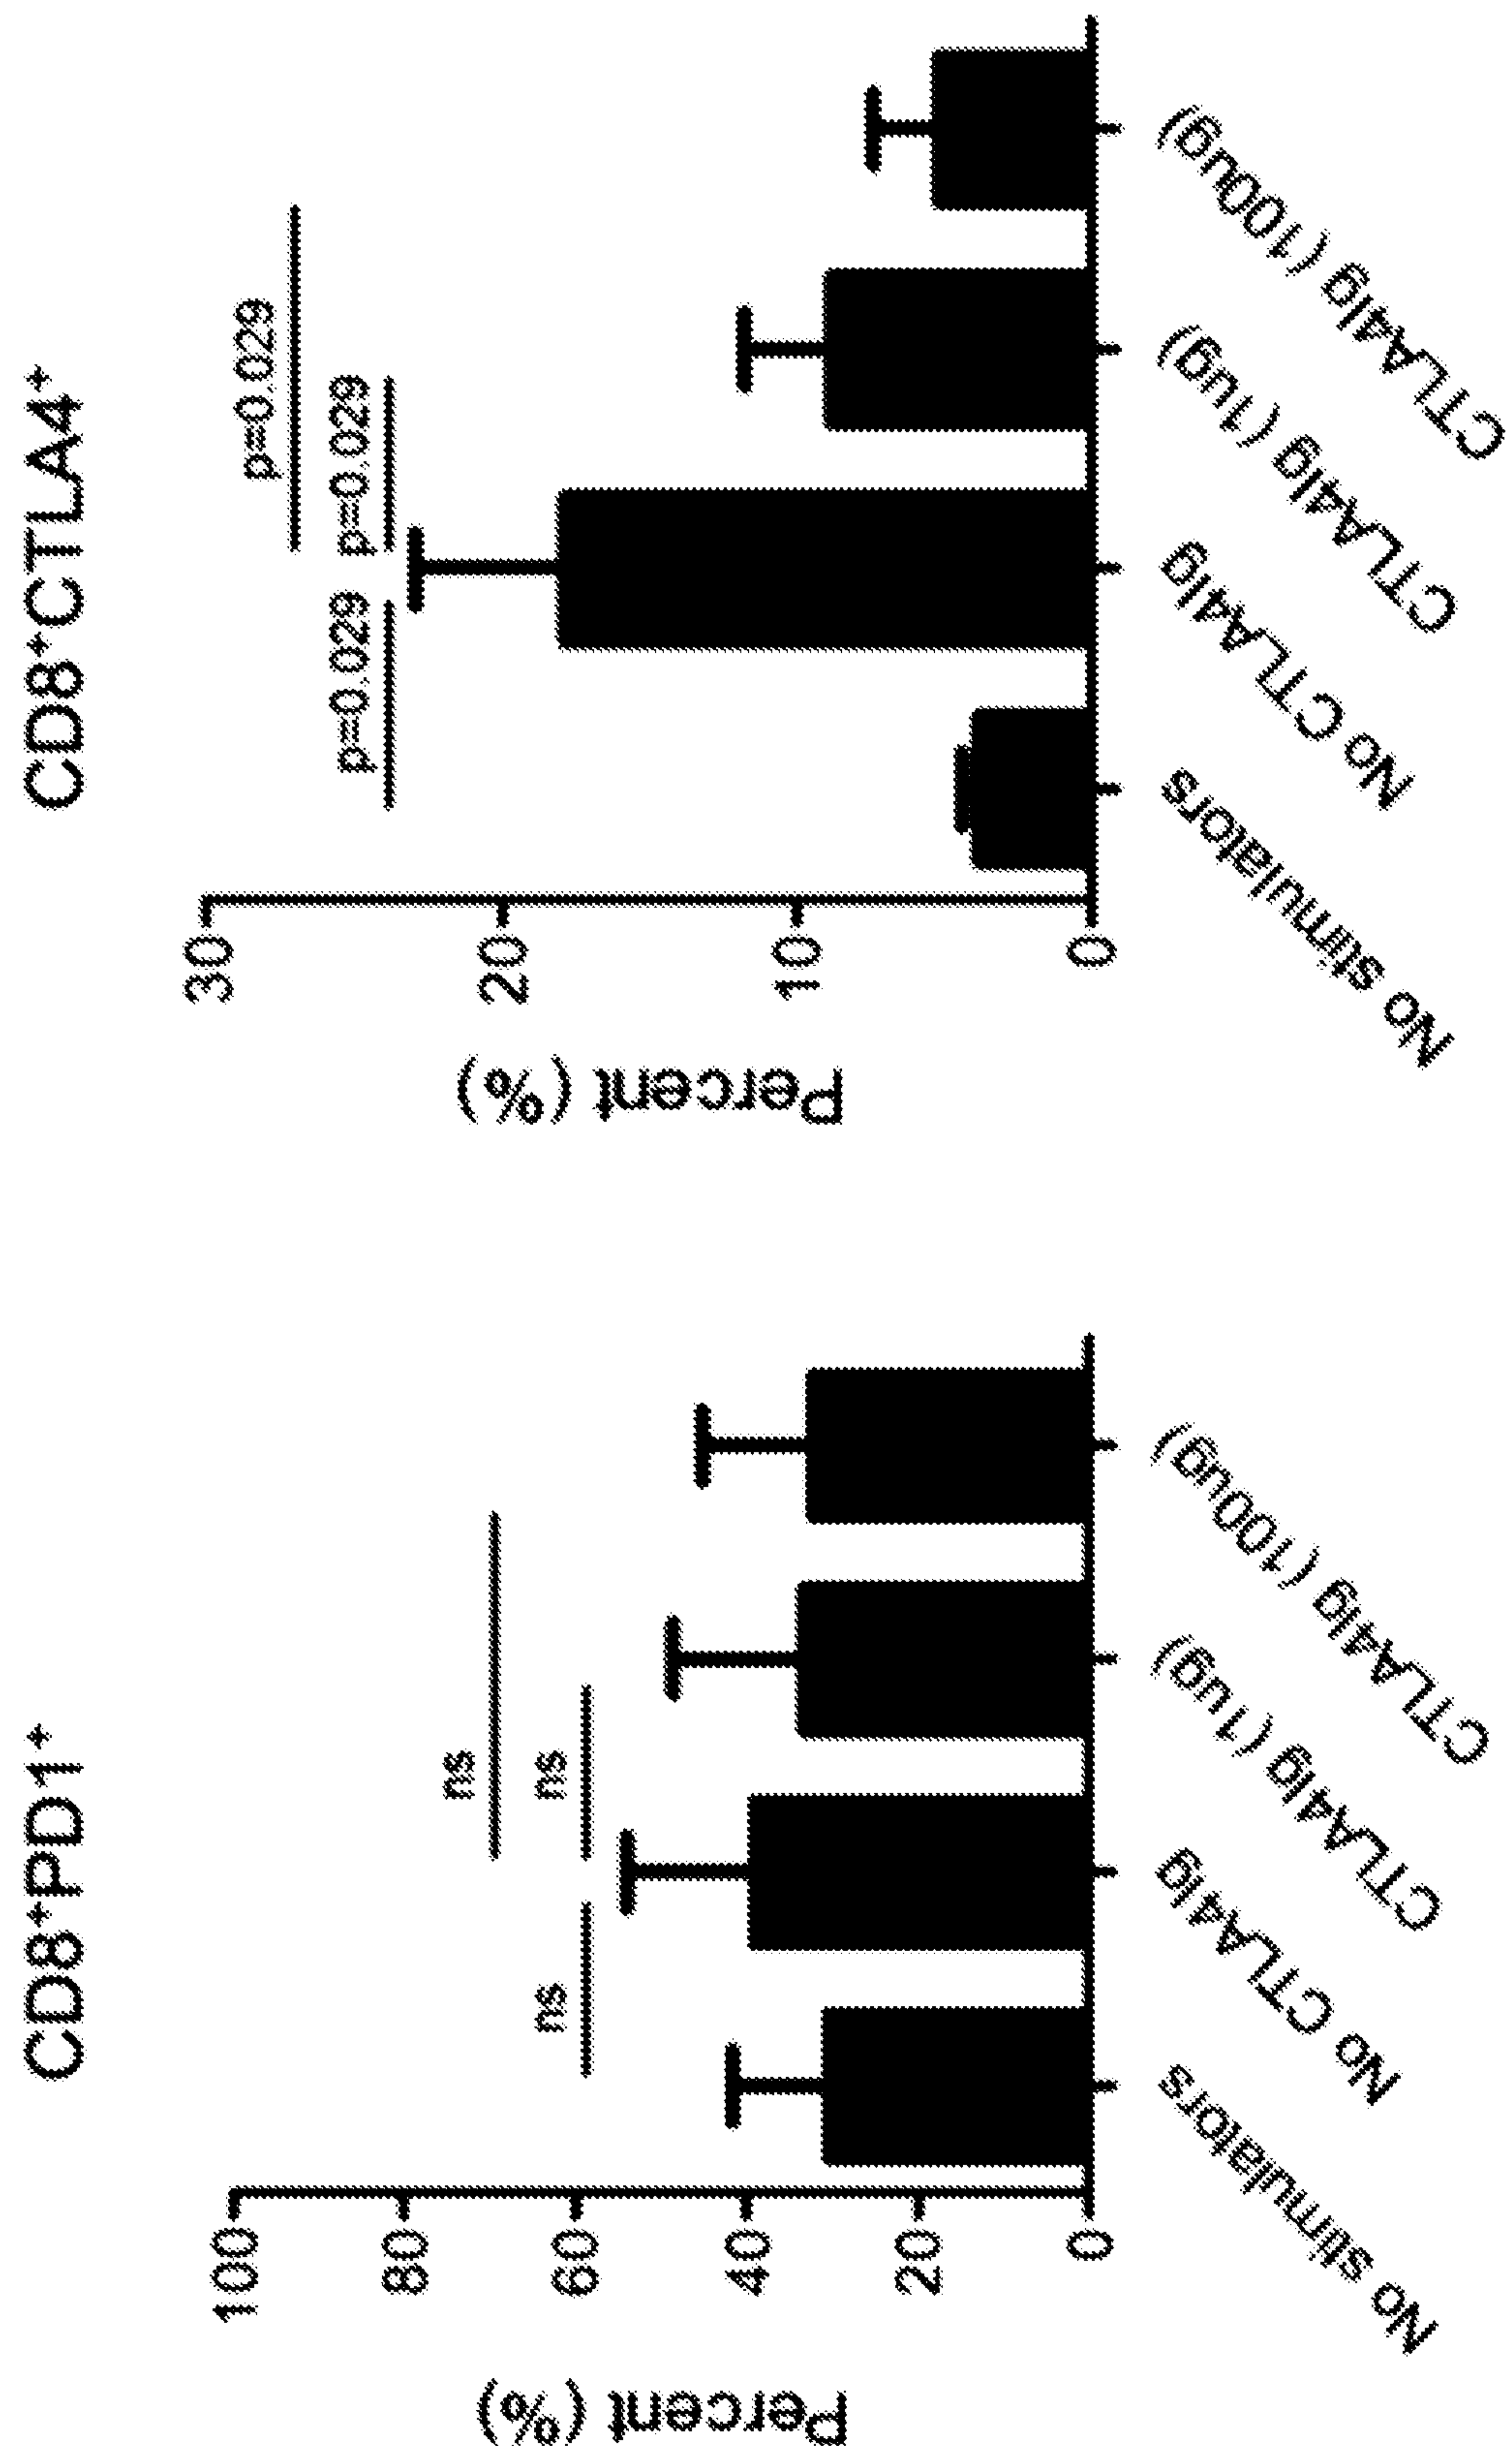 CD8⁺PD1⁺
Percent (%)
100
80
60
40
20
0
ns
ns
ns
No stimulators
No CTLA4Ig
CTLA4Ig (1ug)
CTLA4Ig (100ug)
CD8⁺CTLA4⁺
Percent (%)
30
20
10
0
p=0.029
p=0.029
p=0.029
No stimulators
No CTLA4Ig
CTLA4Ig (1ug)
CTLA4Ig (100ug)